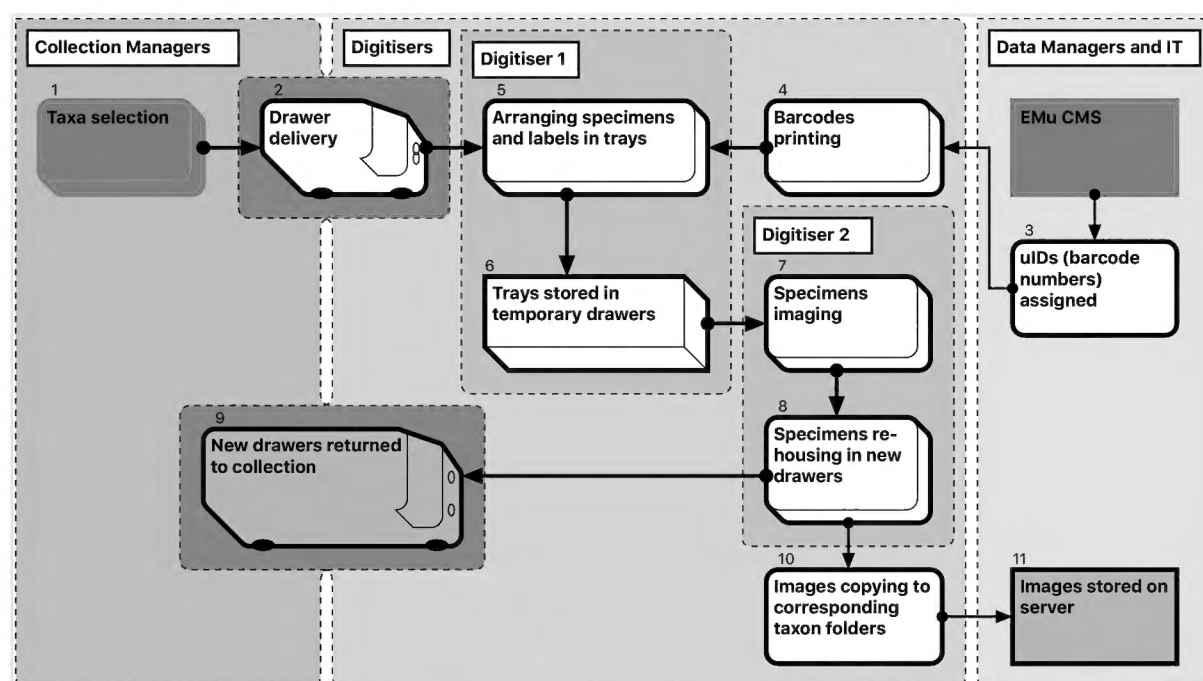 Collection Managers
Digitisers
Data Managers and IT
Digitiser 1
1
Taxa selection
2
Drawer
delivery
5
Arranging specimens
and labels in trays
4
Barcodes
printing
EMu CMS
3
uIDs (barcode
numbers)
assigned
Digitiser 2
6
Trays stored in
temporary drawers
7
Specimens
imaging
9
New drawers returned
to collection
8
Specimens re-
housing in new
drawers
10
Images copying to
corresponding
taxon folders
11
Images stored on
server